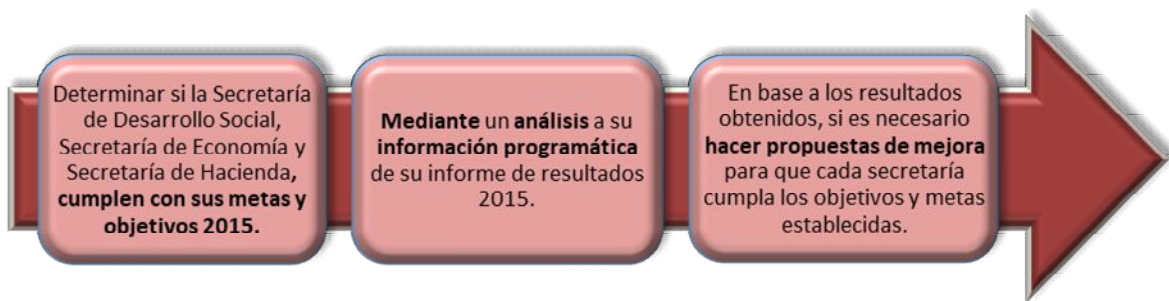 Determinar si la Secretaría
de Desarrollo Social,
Secretaría de Economía y
Secretaría de Hacienda,
cumplen con sus metas y
objetivos 2015.
Mediante un análisis a su
información programática
de su informe de resultados
2015.
En base a los resultados
obtenidos, si es necesario
hacer propuestas de mejora
para que cada secretaría
cumpla los objetivos y metas
establecidas.